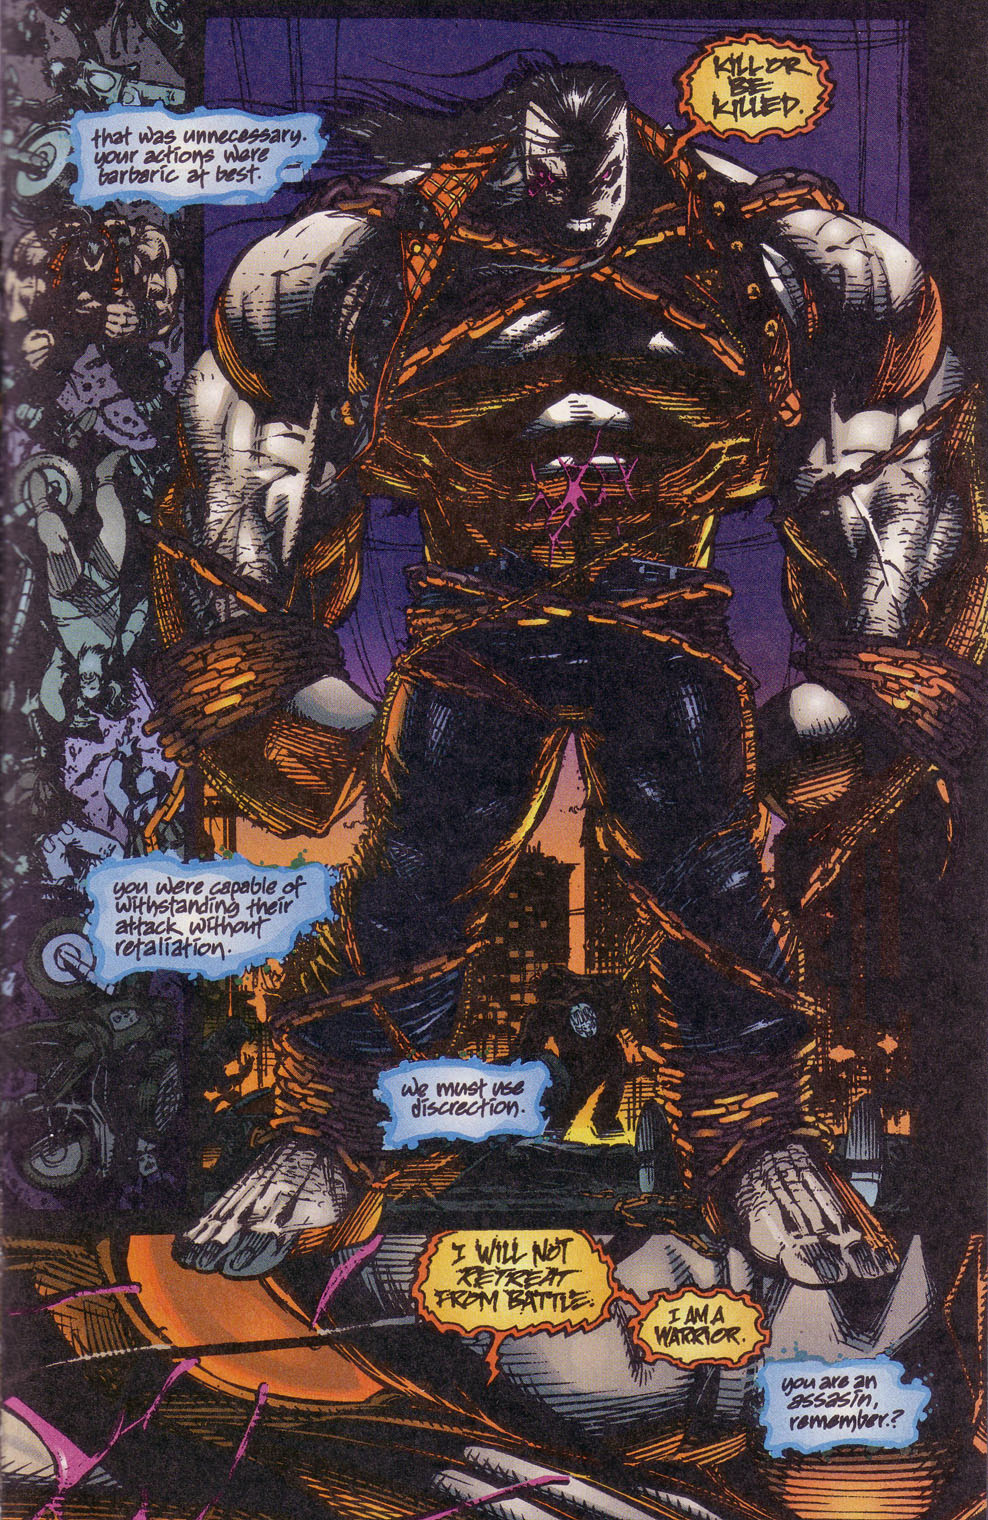 KILL OR
BE
KILLED.
that was unnecessary.
your actions were
barbaric at best.
you were capable of
withstanding their
attack without
retaliation.
we must use
discrection.
I WILL NOT
RETREAT
FROM BATTLE.
I AM A
WARRIOR.
you are an
assasin,
remember.?